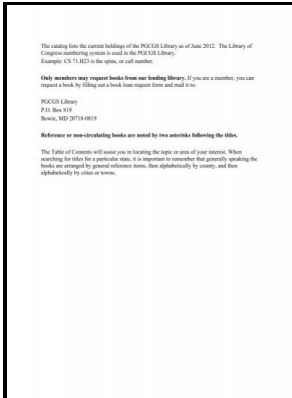 The catalog lists the current holdings of the PGCGS Library as of June 2012. The Library of
Congress numbering system is used in the PGCGS Library.
Example: CS 71.H23 is the spine, or call number.
Only members may request books from our lending library. If you are a member, you can
request a book by filling out a book loan request form and mail it to:
PGCGS Library
P.O. Box 819
Bowie, MD 20718-0819
Reference or non-circulating books are noted by two asterisks following the titles.
The Table of Contents will assist you in locating the topic or area of your interest. When
searching for titles for a particular state, it is important to remember that generally speaking the
books are arranged by general reference items, then alphabetically by county, and then
alphabetically by cities or towns.